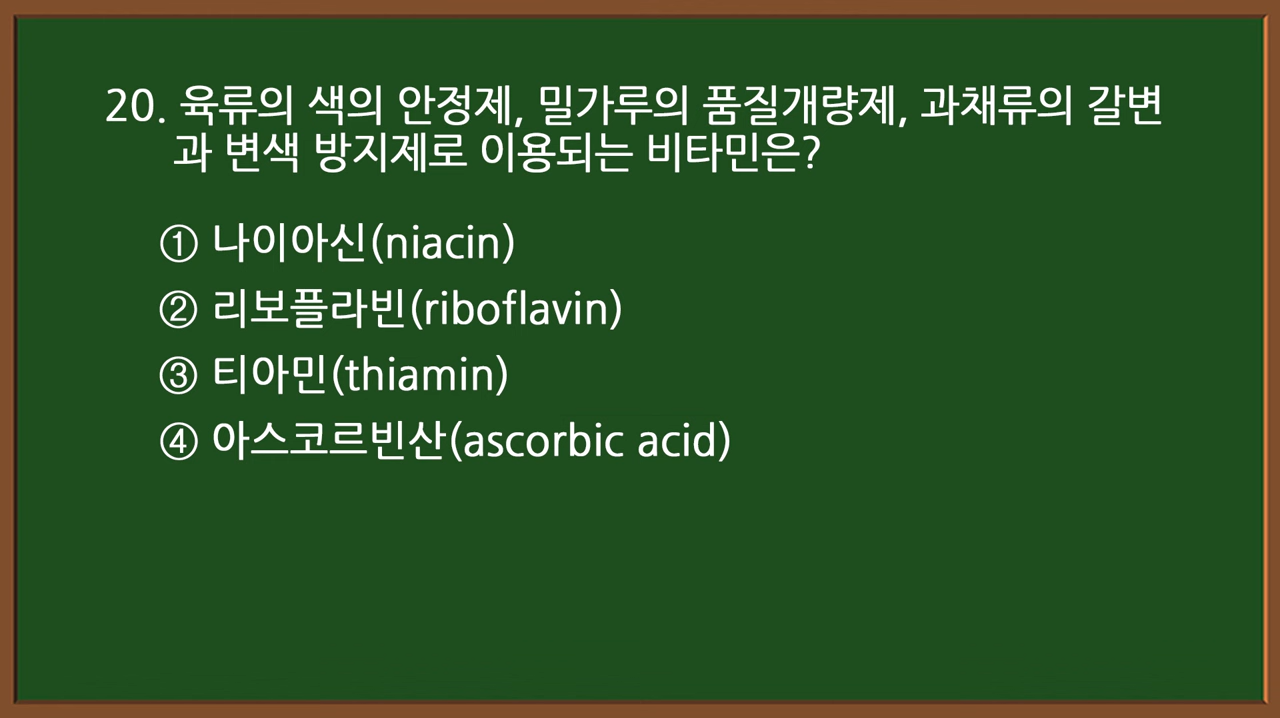 20. 육류의 색의 안정제, 밀가루의 품질개량제, 과채류의 갈변
과 변색 방지제로 이용되는 비타민은?
① 나이아신(niacin)
② 리보플라빈(riboflavin)
③ 티아민(thiamin)
④ 아스코르빈산(ascorbic acid)